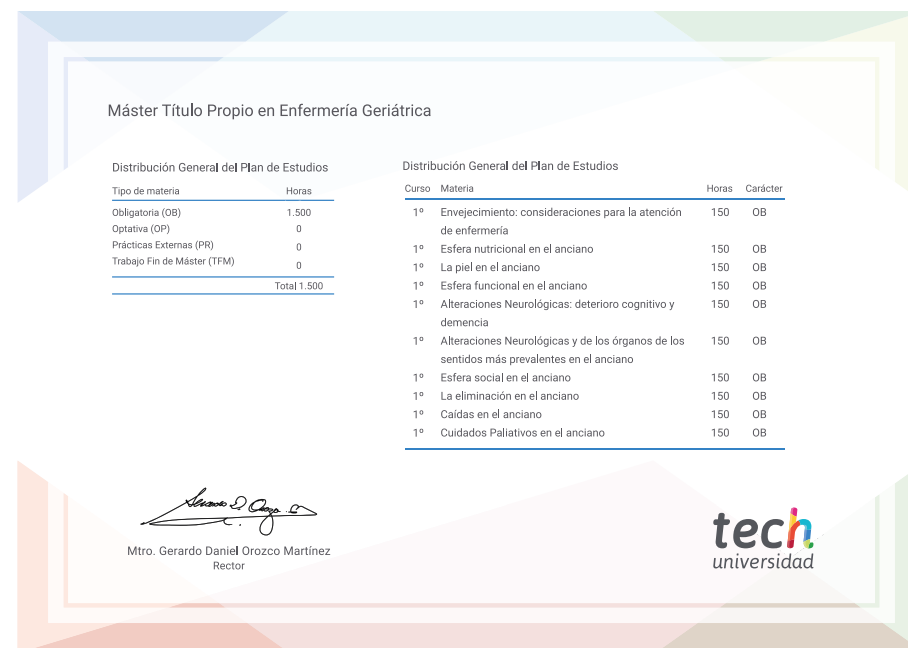 Máster Título Propio en Enfermería Geriátrica
Distribución General del Plan de Estudios
Tipo de materia Horas
Obligatoria (OB) 1.500
Optativa (OP) 0
Prácticas Externas (PR) 0
Trabajo Fin de Máster (TFM) 0
Total 1.500
Distribución General del Plan de Estudios
Curso Materia Horas Carácter
1º Envejecimiento: consideraciones para la atención 150 OB
de enfermería
1º Esfera nutricional en el anciano 150 OB
1º La piel en el anciano 150 OB
1º Esfera funcional en el anciano 150 OB
1º Alteraciones Neurológicas: deterioro cognitivo y 150 OB
demencia
1º Alteraciones Neurológicas y de los órganos de los 150 OB
sentidos más prevalentes en el anciano
1º Esfera social en el anciano 150 OB
1º La eliminación en el anciano 150 OB
1º Caídas en el anciano 150 OB
1º Cuidados Paliativos en el anciano 150 OB
Mtro. Gerardo Daniel Orozco Martínez
Rector
tech
universidad